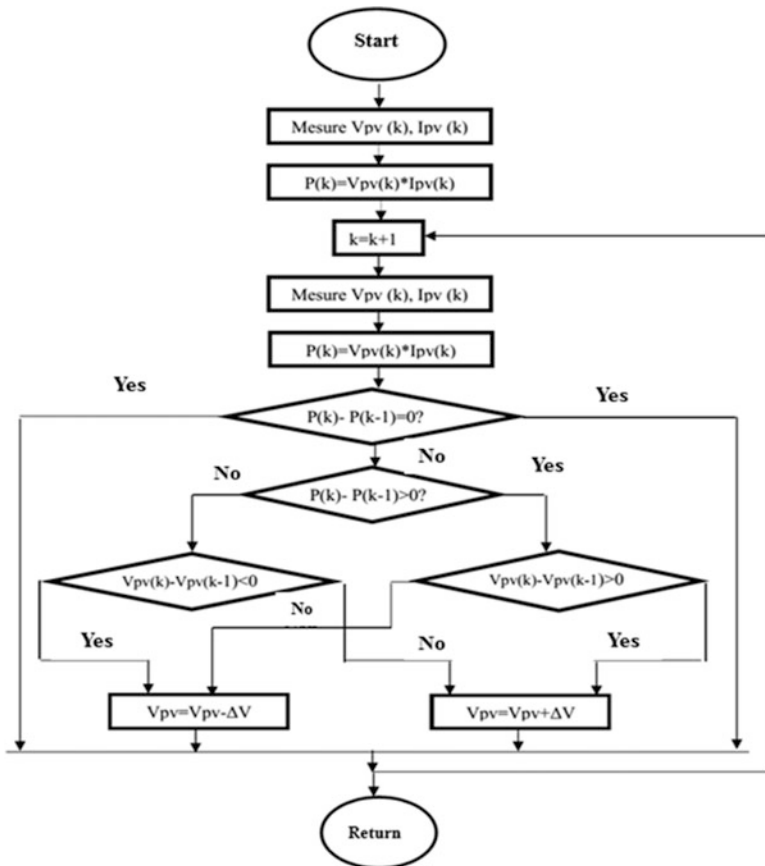 Start
Mesure Vpv (k), Ipv (k)
P(k)=Vpv(k)*Ipv(k)
k=k+1
Mesure Vpv (k), Ipv (k)
P(k)=Vpv(k)*Ipv(k)
Yes
Yes
P(k)- P(k-1)=0?
No
No
Yes
P(k)- P(k-1)>0?
Vpv(k)-Vpv(k-1)<0
Vpv(k)-Vpv(k-1)>0
No
Yes
No
Yes
Vpv=Vpv-ΔV
Vpv=Vpv+ΔV
Return